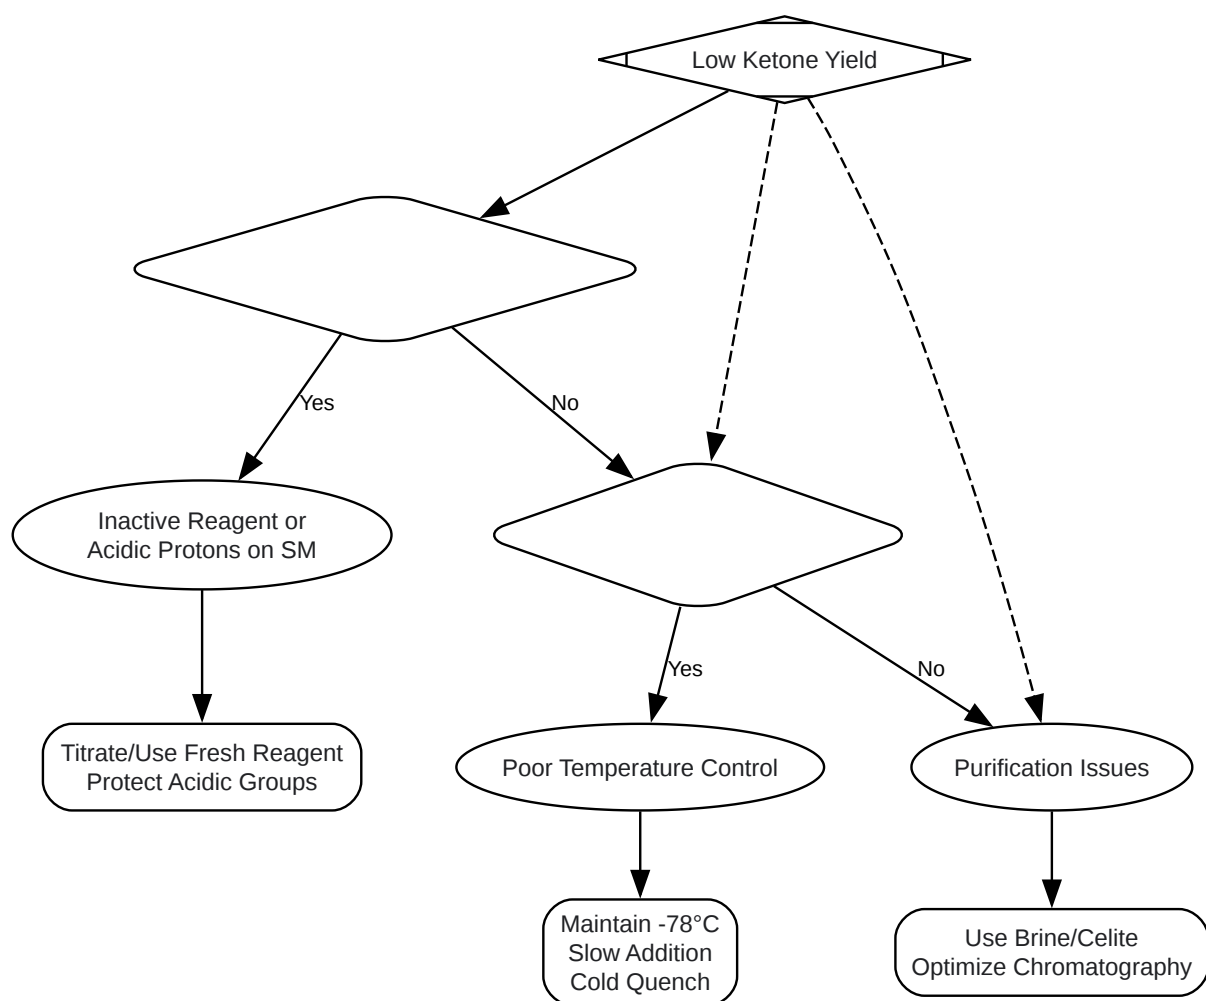 Low Ketone Yield
Yes
No
Inactive Reagent or
Acidic Protons on SM
Yes
No
Titrate/Use Fresh Reagent
Protect Acidic Groups
Poor Temperature Control
Purification Issues
Maintain -78°C
Slow Addition
Cold Quench
Use Brine/Celite
Optimize Chromatography